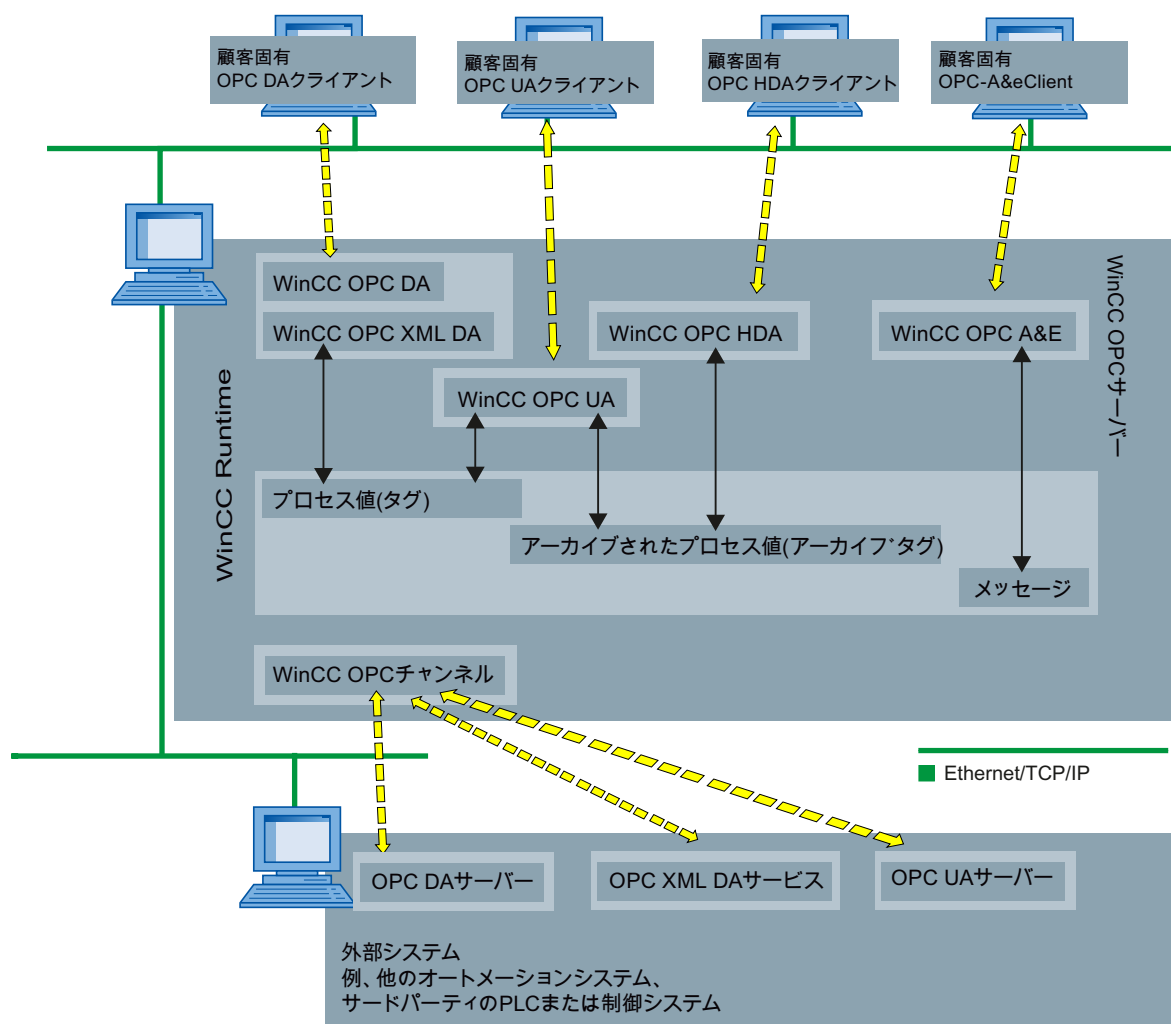 顧客固有
OPC DAクライアント
顧客固有
OPC UAクライアント
顧客固有
OPC HDAクライアント
顧客固有
OPC-A&eClient
WinCC OPC DA
WinCC OPC XML DA
WinCC OPC HDA
WinCC OPC A&E
WinCC OPCサーバー
WinCC OPC UA
WinCC Runtime
プロセス値(タグ)
アーカイブされたプロセス値(アーカイフ゛タグ)
メッセージ
WinCC OPCチャンネル
Ethernet/TCP/IP
OPC DAサーバー
OPC XML DAサービス
OPC UAサーバー
外部システム
例、他のオートメーションシステム、
サードパーティのPLCまたは制御システム